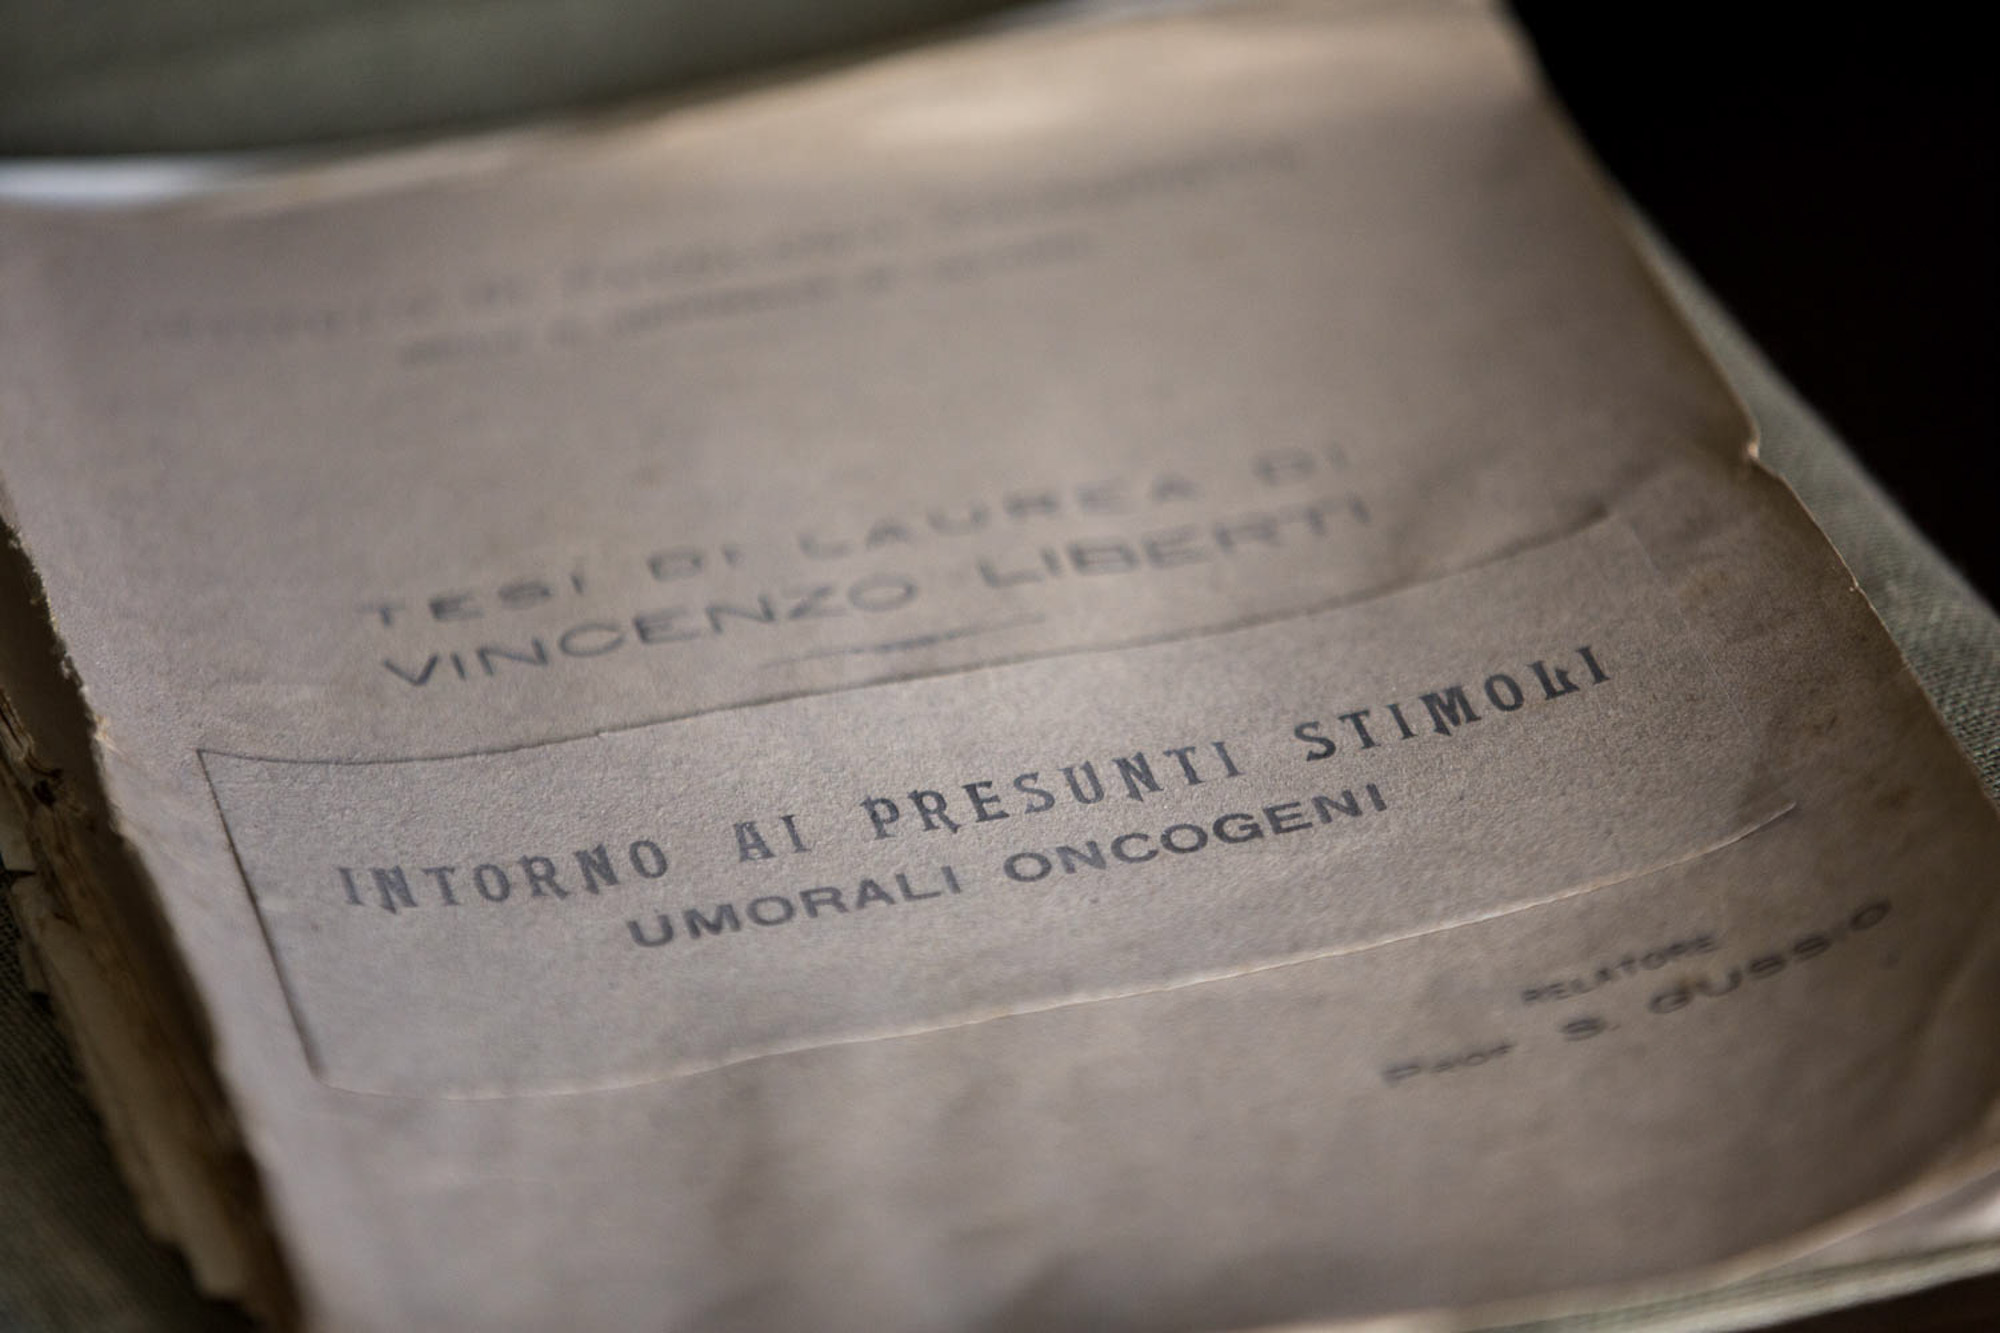 TESI DI LAUREA DI
VINCENZO LIBERTI
INTORNO AI PRESUNTI STIMOLI
UMORALI ONCOGENI
RELATORE
Prof. S. GUSSIO